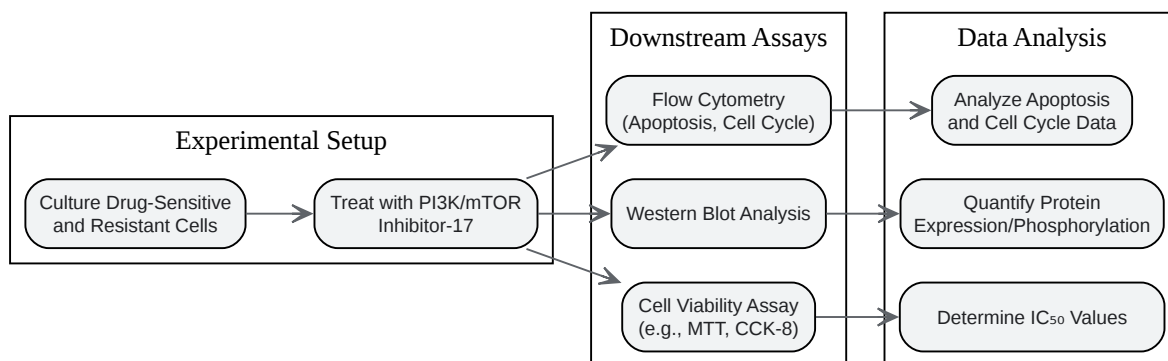 Experimental Setup
Culture Drug-Sensitive
and Resistant Cells
Treat with PI3K/mTOR
Inhibitor-17
Downstream Assays
Flow Cytometry
(Apoptosis, Cell Cycle)
Western Blot Analysis
Cell Viability Assay
(e.g., MTT, CCK-8)
Data Analysis
Analyze Apoptosis
and Cell Cycle Data
Quantify Protein
Expression/Phosphorylation
Determine IC₅₀ Values